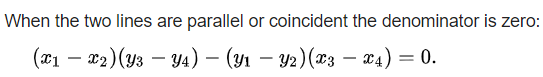 When the two lines are parallel or coincident the denominator is zero:
(x₁ − x₂)(y₃ − y₄) − (y₁ − y₂)(x₃ − x₄) = 0.